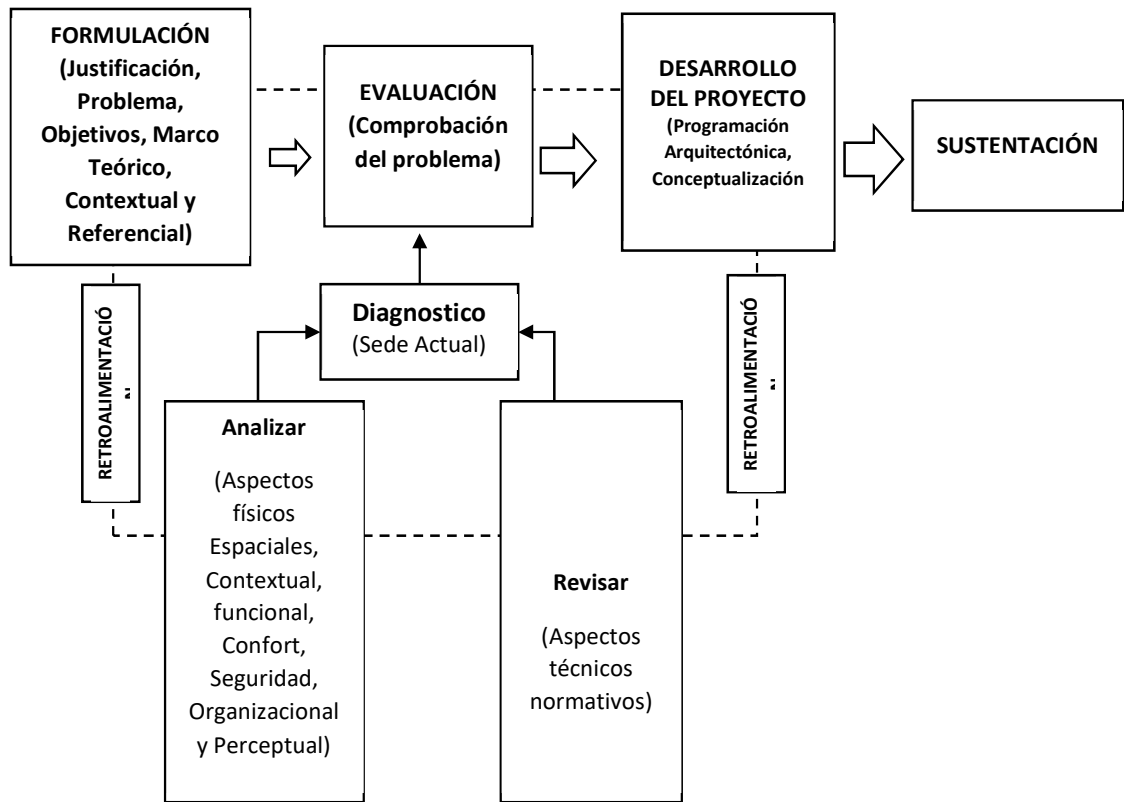 FORMULACIÓN
(Justificación,
Problema,
Objetivos, Marco
Teórico,
Contextual y
Referencial)
EVALUACIÓN
(Comprobación
del problema)
DESARROLLO
DEL PROYECTO
(Programación
Arquitectónica,
Conceptualización
SUSTENTACIÓN
RETROALIMENTACIÓ
Diagnostico
(Sede Actual)
RETROALIMENTACIÓ
Analizar
(Aspectos
físicos
Espaciales,
Contextual,
funcional,
Confort,
Seguridad,
Organizacional
y Perceptual)
Revisar
(Aspectos
técnicos
normativos)